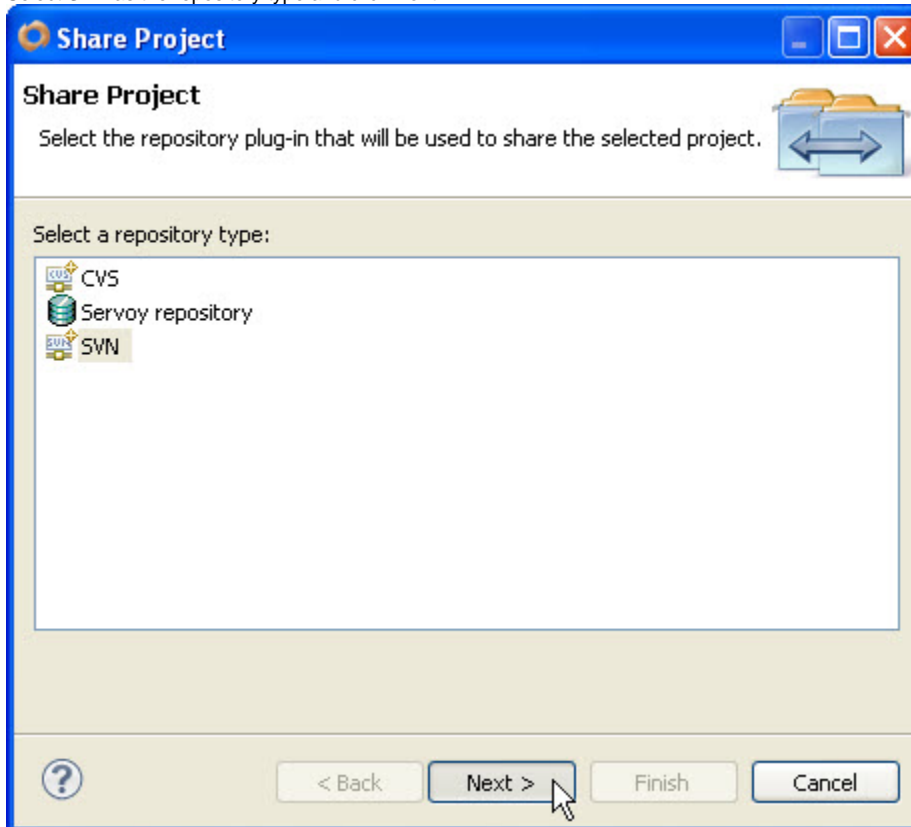 Share Project
Share Project
Select the repository plug-in that will be used to share the selected project.
Select a repository type:
CVS
Servoy repository
SVN
< Back Next > Finish Cancel